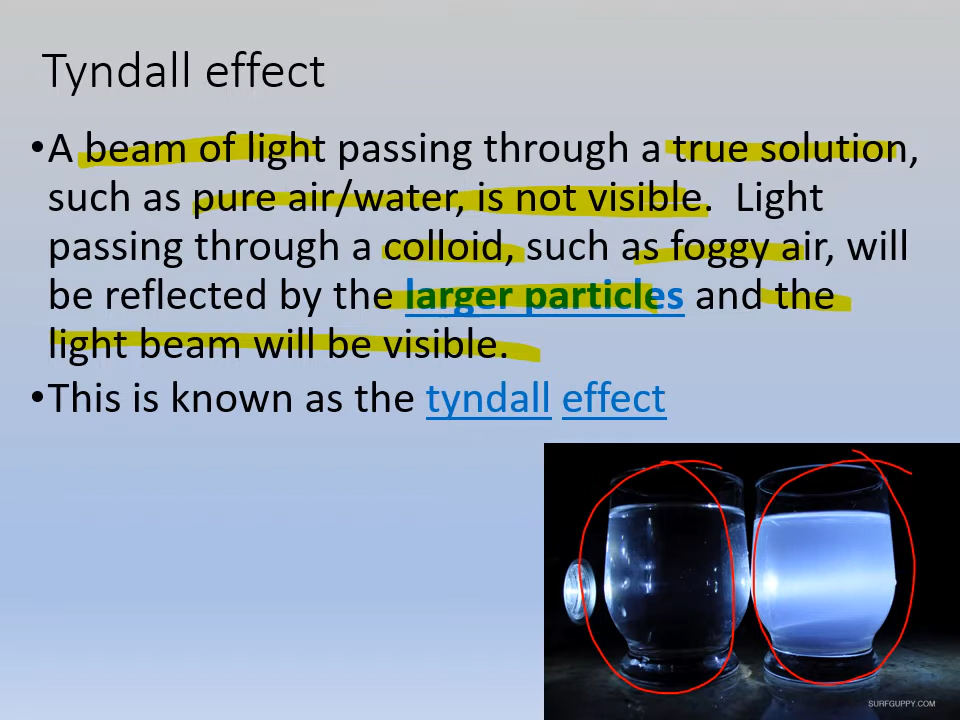 Tyndall effect
•A beam of light passing through a true solution,
such as pure air/water, is not visible.  Light
passing through a colloid, such as foggy air, will
be reflected by the larger particles and the
light beam will be visible.
•This is known as the tyndall effect
SURFGUPPY.COM